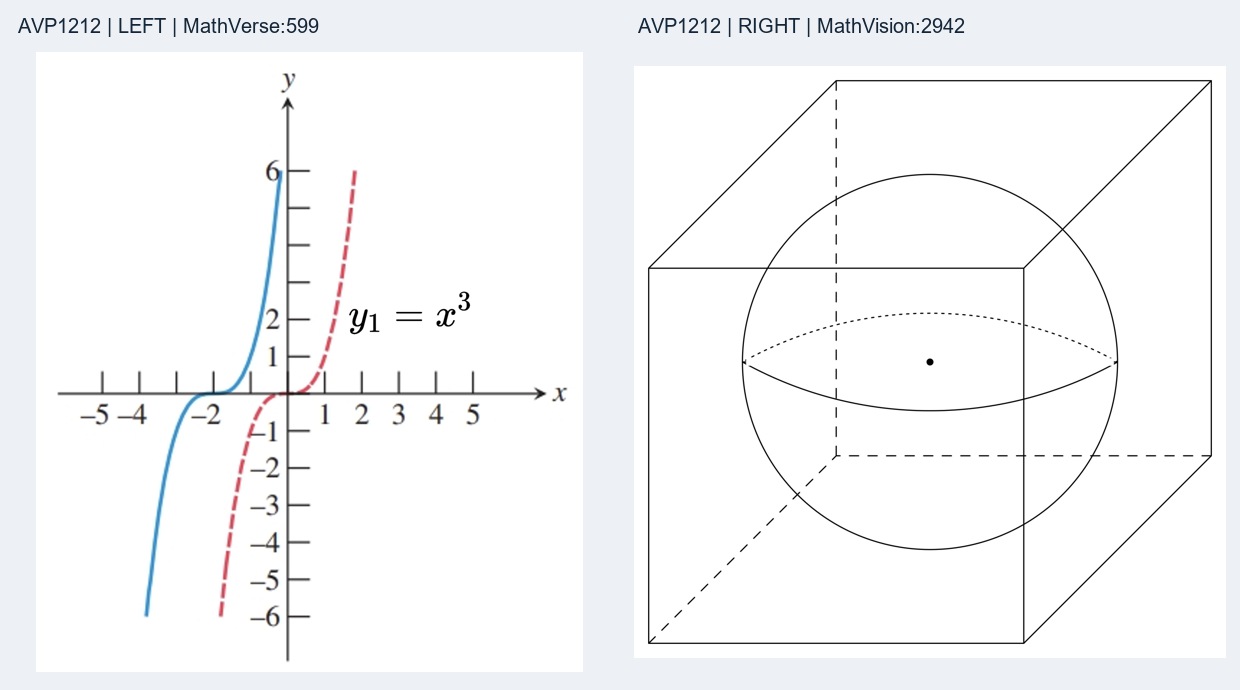 AVP1212 | LEFT | MathVerse:599
y
6
2
1
y₁ = x³
x
–5 –4 –2 1 2 3 4 5
–1
–2
–3
–4
–5
–6
AVP1212 | RIGHT | MathVision:2942